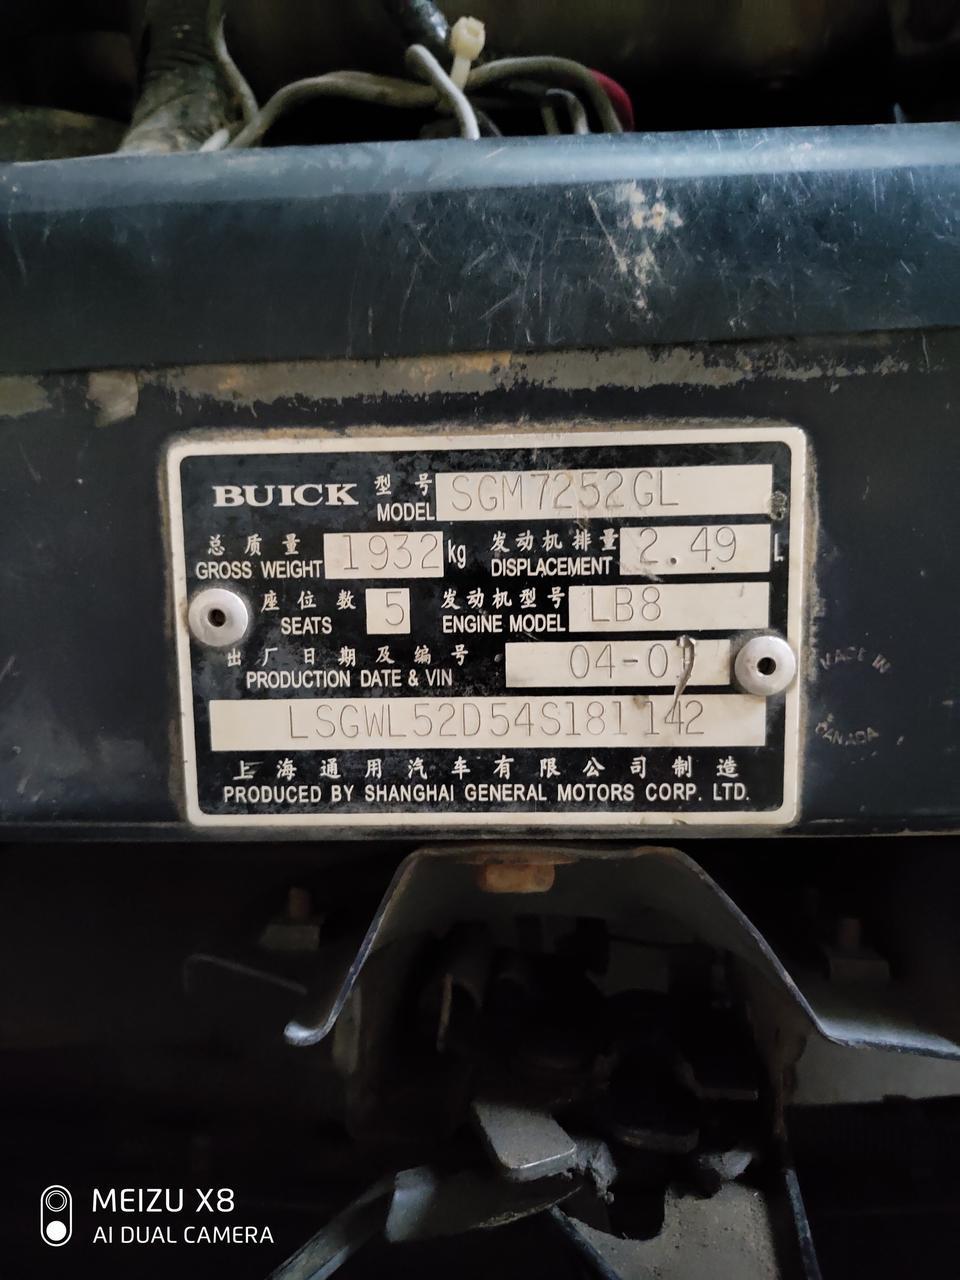 BUICK 型号 MODEL SGM7252GL
总质量 GROSS WEIGHT 1932 kg 发动机排量 DISPLACEMENT 2.49 L
座位数 SEATS 5 发动机型号 ENGINE MODEL LB8
出厂日期及编号 PRODUCTION DATE & VIN 04-0
LSGWL52D54S181142
上海通用汽车有限公司制造
PRODUCED BY SHANGHAI GENERAL MOTORS CORP. LTD.
MADE IN
CANADA
MEIZU X8
AI DUAL CAMERA